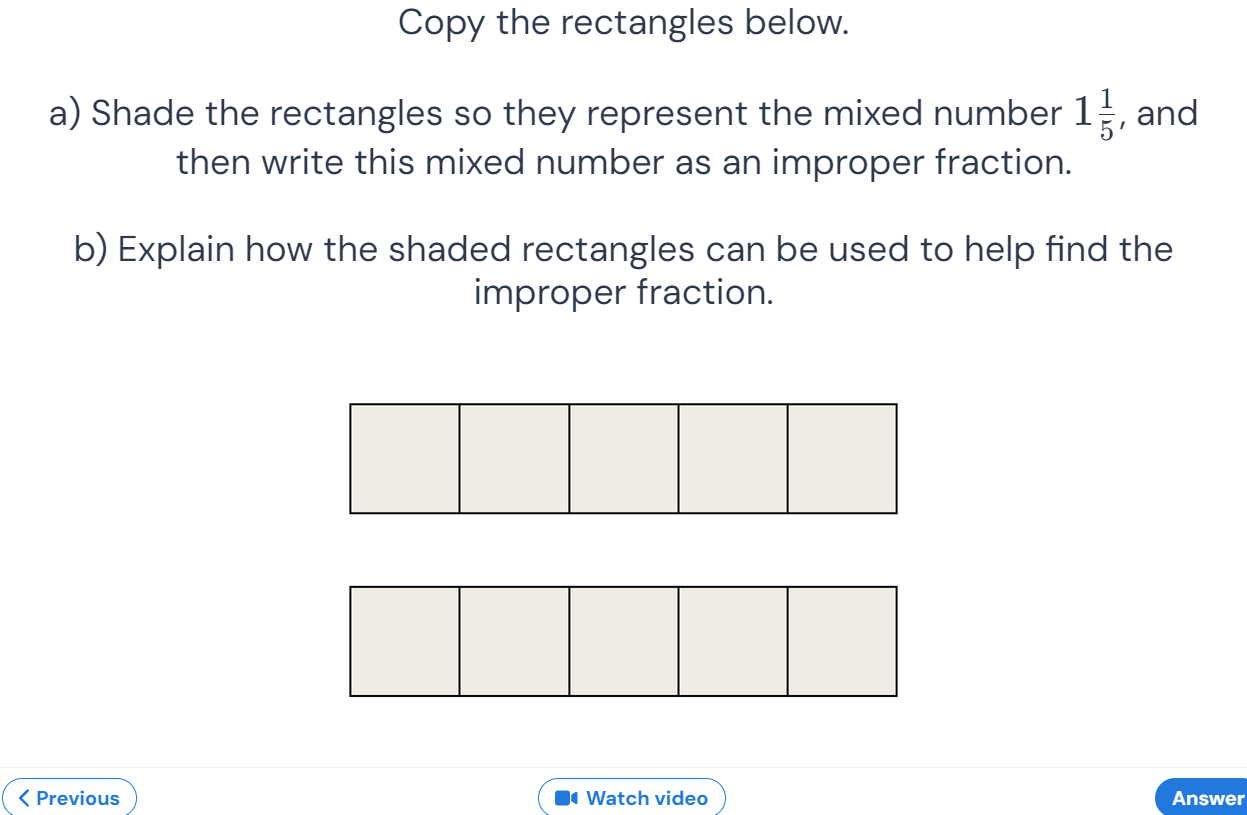 Copy the rectangles below.
a) Shade the rectangles so they represent the mixed number 1 1/5, and
then write this mixed number as an improper fraction.
b) Explain how the shaded rectangles can be used to help find the
improper fraction.
Previous
Watch video
Answer